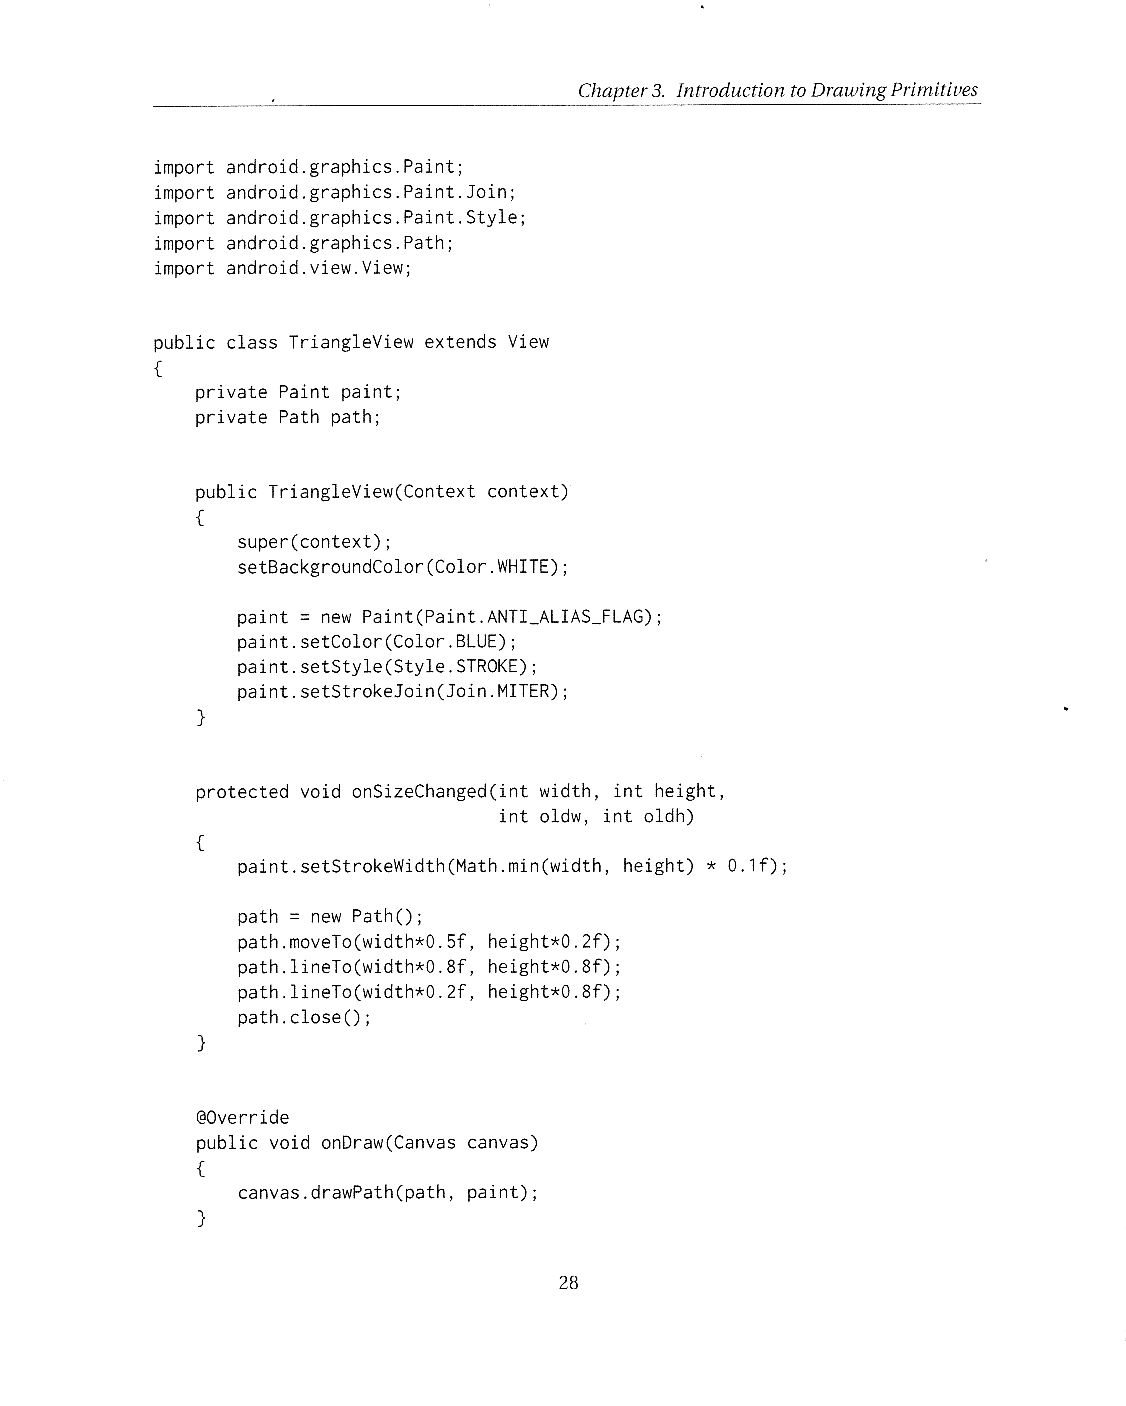 Chapter 3. Introduction to Drawing Primitives
import android.graphics.Paint;
import android.graphics.Paint.Join;
import android.graphics.Paint.Style;
import android.graphics.Path;
import android.view.View;
public class TriangleView extends View
{
    private Paint paint;
    private Path path;
    public TriangleView(Context context)
    {
        super(context);
        setBackgroundColor(Color.WHITE);
        paint = new Paint(Paint.ANTI_ALIAS_FLAG);
        paint.setColor(Color.BLUE);
        paint.setStyle(Style.STROKE);
        paint.setStrokeJoin(Join.MITER);
    }
    protected void onSizeChanged(int width, int height,
                                 int oldw, int oldh)
    {
        paint.setStrokeWidth(Math.min(width, height) * 0.1f);
        path = new Path();
        path.moveTo(width*0.5f, height*0.2f);
        path.lineTo(width*0.8f, height*0.8f);
        path.lineTo(width*0.2f, height*0.8f);
        path.close();
    }
    @Override
    public void onDraw(Canvas canvas)
    {
        canvas.drawPath(path, paint);
    }
28